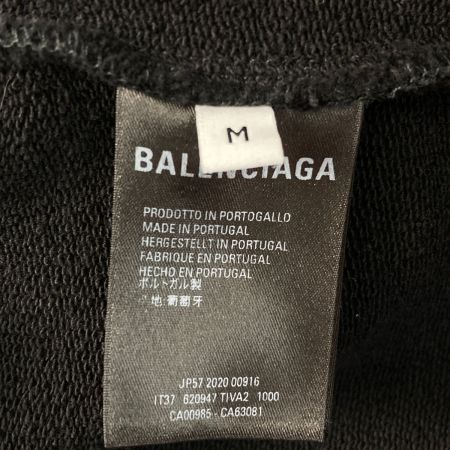 M
BALENCIAGA
PRODOTTO IN PORTOGALLO
MADE IN PORTUGAL
HERGESTELLT IN PORTUGAL
FABRIQUE EN PORTUGAL
HECHO EN PORTUGAL
ポルトガル製
地:葡萄牙
JP57 2020 00916
IT37 620947 TIVA2 1000
CA00985 - CA63081